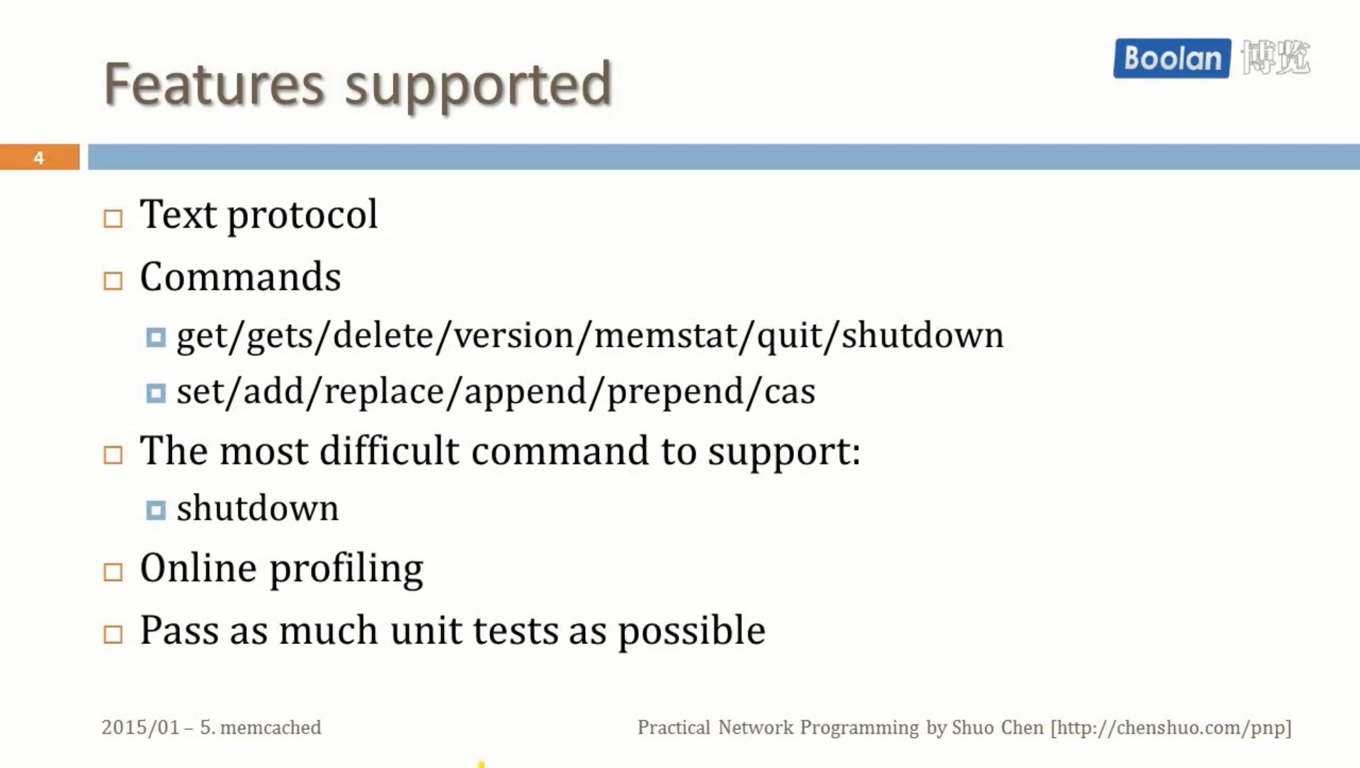 Features supported
Boolan 博览
4
Text protocol
Commands
get/gets/delete/version/memstat/quit/shutdown
set/add/replace/append/prepend/cas
The most difficult command to support:
shutdown
Online profiling
Pass as much unit tests as possible
2015/01 – 5. memcached
Practical Network Programming by Shuo Chen [http://chenshuo.com/pnp]